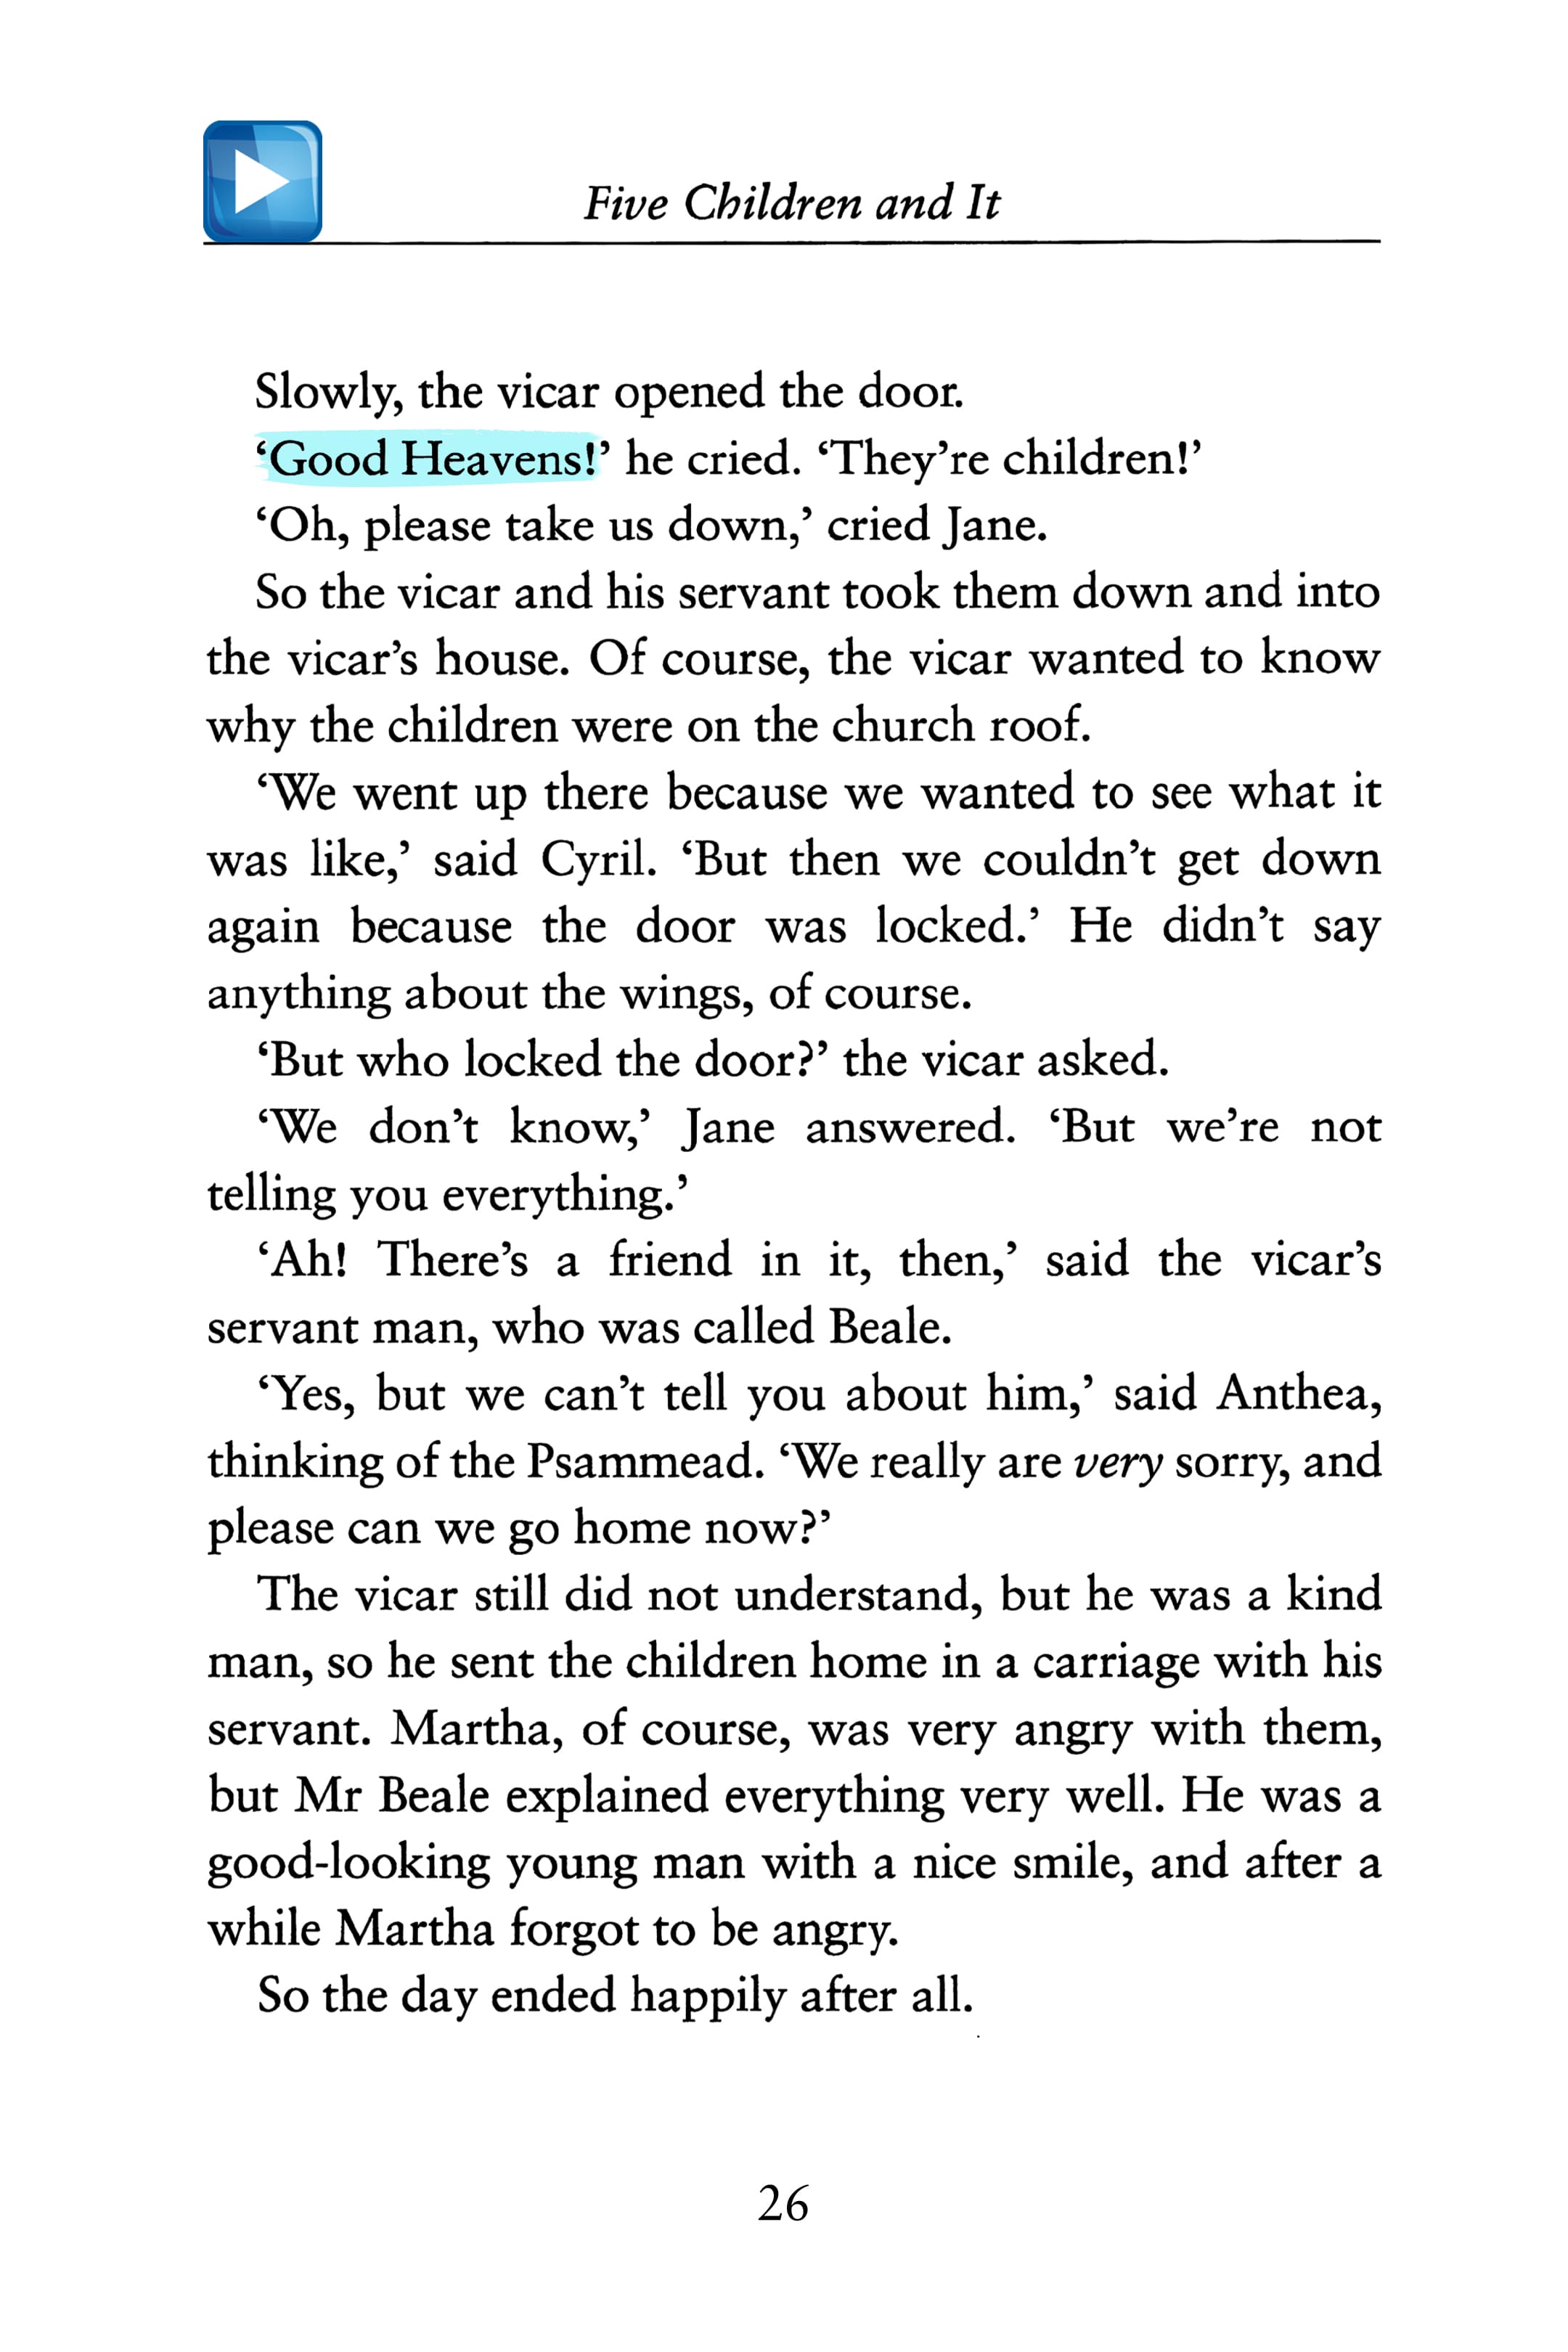 Five Children and It
Slowly, the vicar opened the door.
‘Good Heavens!’ he cried. ‘They’re children!’
‘Oh, please take us down,’ cried Jane.
So the vicar and his servant took them down and into
the vicar’s house. Of course, the vicar wanted to know
why the children were on the church roof.
‘We went up there because we wanted to see what it
was like,’ said Cyril. ‘But then we couldn’t get down
again because the door was locked.’ He didn’t say
anything about the wings, of course.
‘But who locked the door?’ the vicar asked.
‘We don’t know,’ Jane answered. ‘But we’re not
telling you everything.’
‘Ah! There’s a friend in it, then,’ said the vicar’s
servant man, who was called Beale.
‘Yes, but we can’t tell you about him,’ said Anthea,
thinking of the Psammead. ‘We really are very sorry, and
please can we go home now?’
The vicar still did not understand, but he was a kind
man, so he sent the children home in a carriage with his
servant. Martha, of course, was very angry with them,
but Mr Beale explained everything very well. He was a
good-looking young man with a nice smile, and after a
while Martha forgot to be angry.
So the day ended happily after all.
26